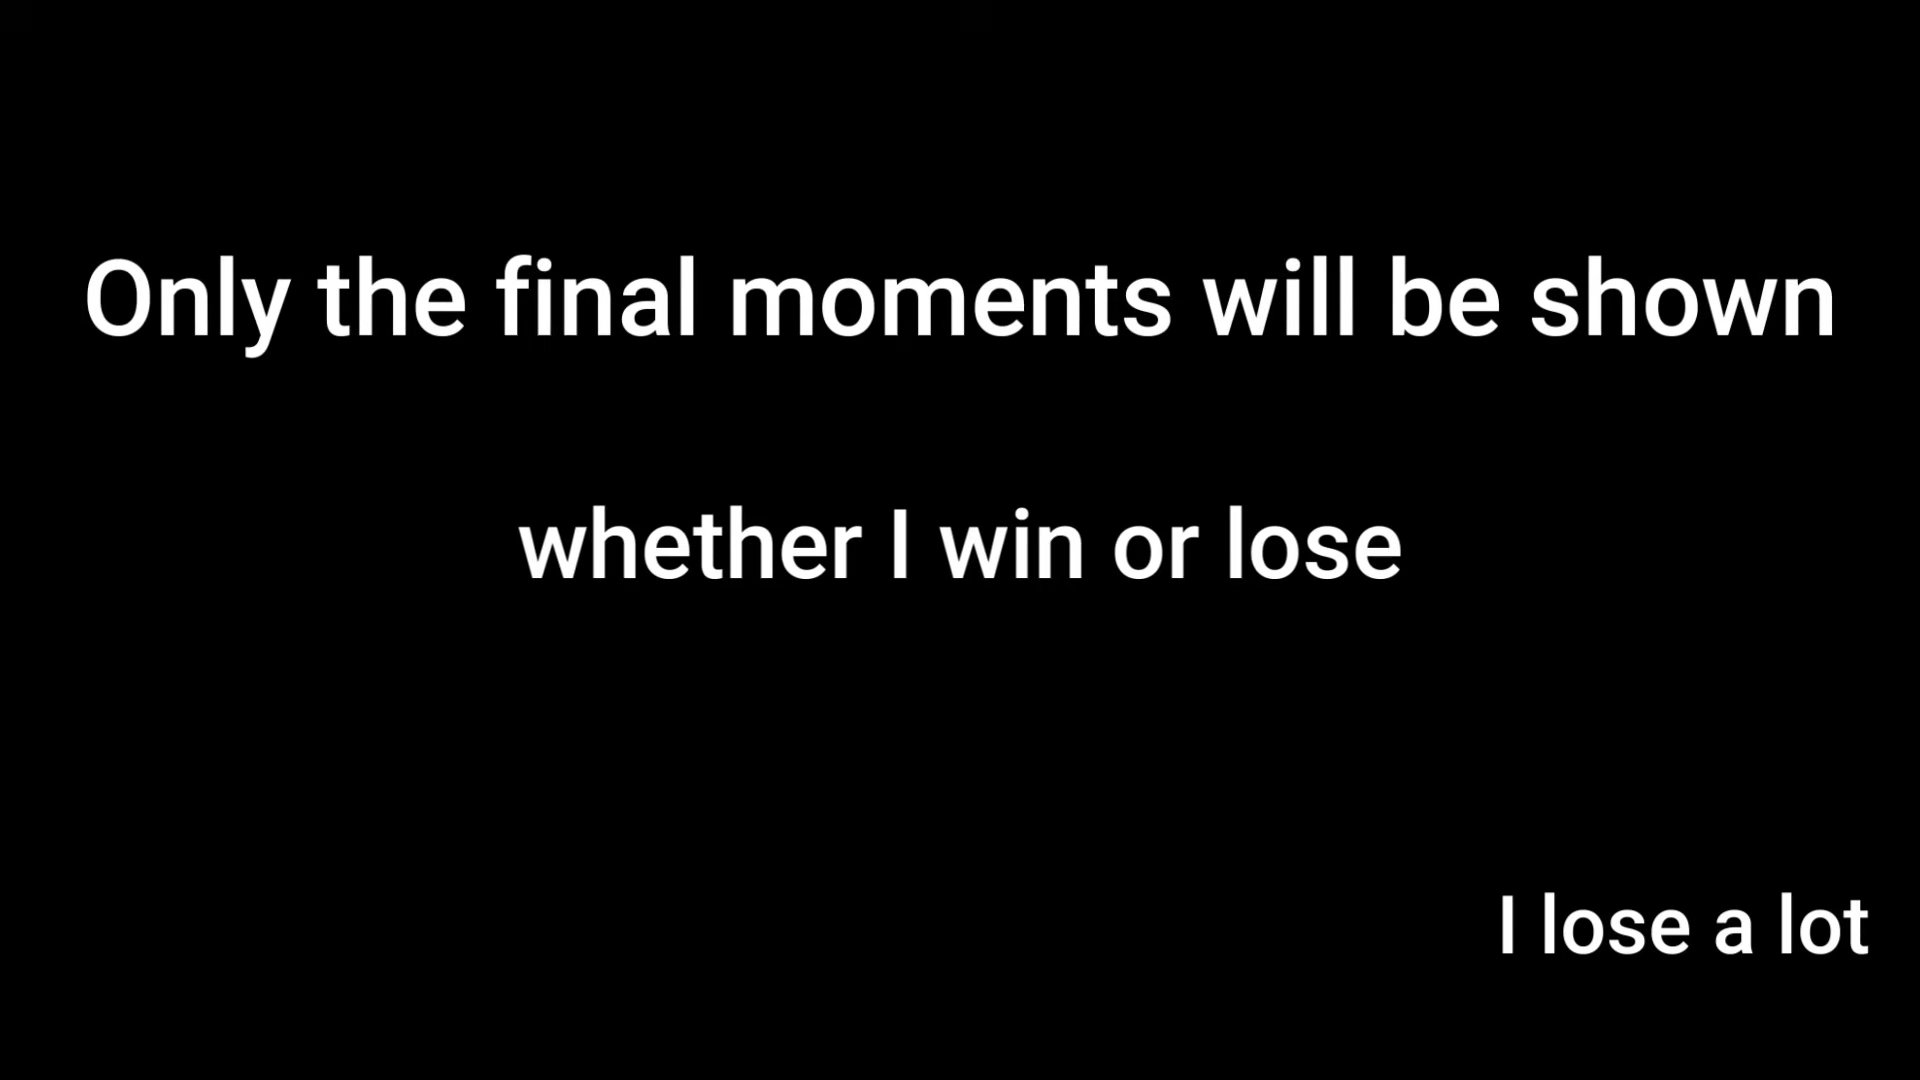 Only the final moments will be shown
whether I win or lose
I lose a lot